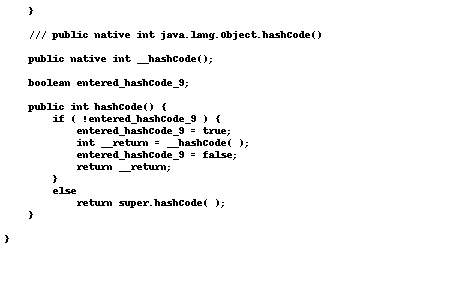 }

    /// public native int java.lang.Object.hashCode()

    public native int __hashCode();

    boolean entered_hashCode_9;

    public int hashCode() {
        if ( !entered_hashCode_9 ) {
            entered_hashCode_9 = true;
            int __return = __hashCode( );
            entered_hashCode_9 = false;
            return __return;
        }
        else
            return super.hashCode( );
    }

}